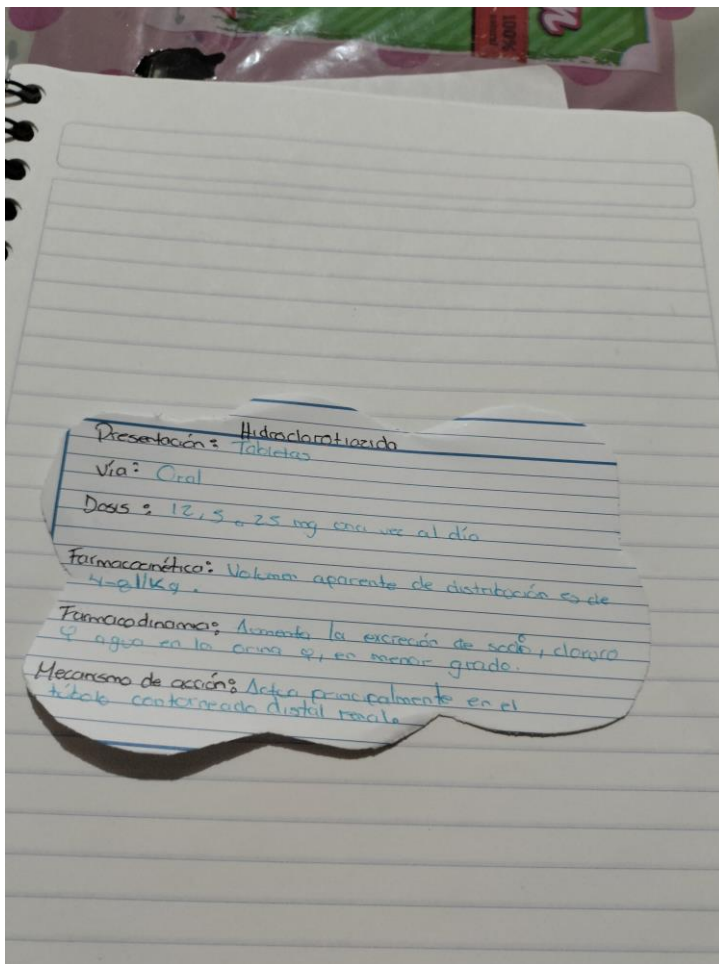 100%
Hidroclorotiazida
Presentación: Tabletas
Vía: Oral
Dosis: 12,5 o 25 mg una vez al día
Farmacocinética: Volumen aparente de distribución es de
4-8 l/Kg.
Farmacodinamia: Aumenta la excreción de sodio, cloruro
y agua en la orina y, en menor grado.
Mecanismo de acción: Actúa principalmente en el
túbulo contorneado distal renal.